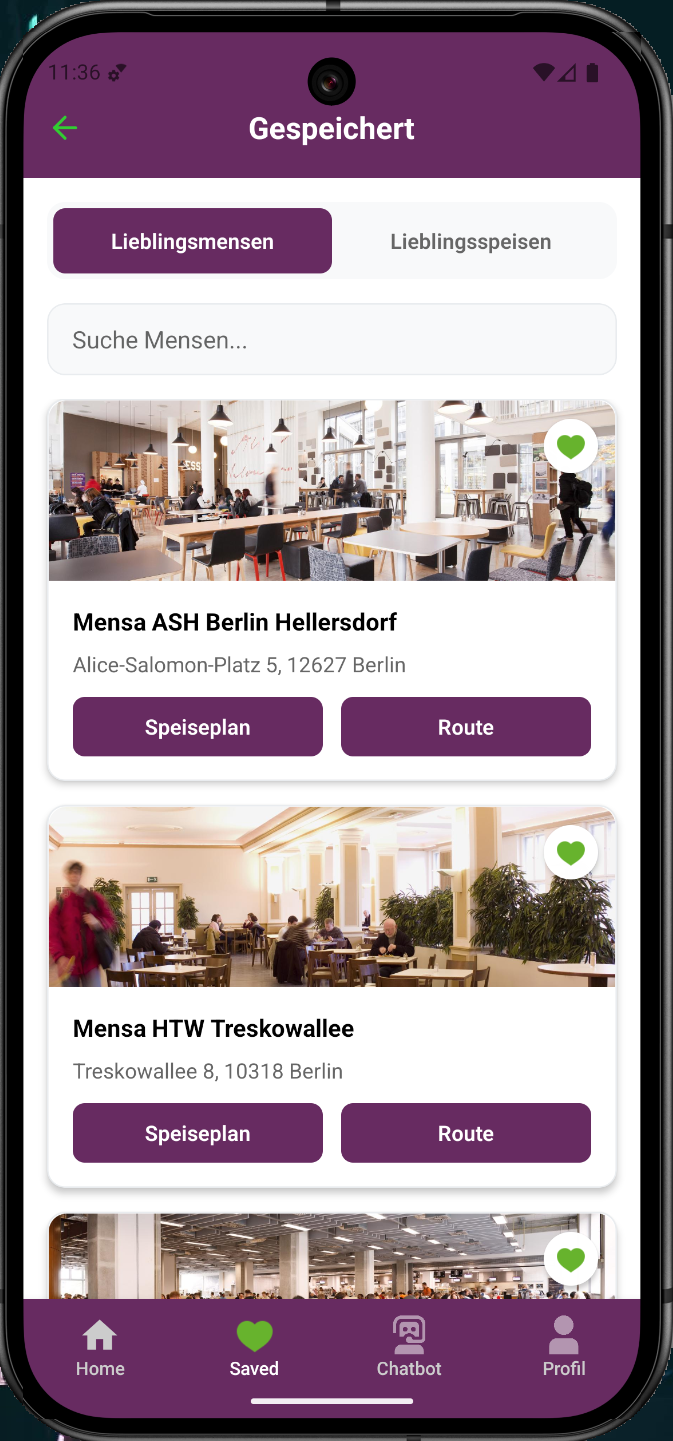 11:36
Gespeichert
Lieblingsmensen Lieblingsspeisen
Suche Mensen...
Mensa ASH Berlin Hellersdorf
Alice-Salomon-Platz 5, 12627 Berlin
Speiseplan Route
Mensa HTW Treskowallee
Treskowallee 8, 10318 Berlin
Speiseplan Route
Home Saved Chatbot Profil